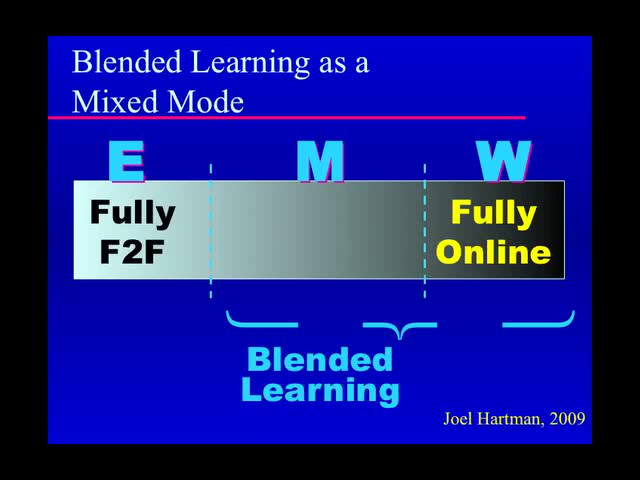 Blended Learning as a
Mixed Mode
E M W
Fully
F2F
Fully
Online
Blended
Learning
Joel Hartman, 2009